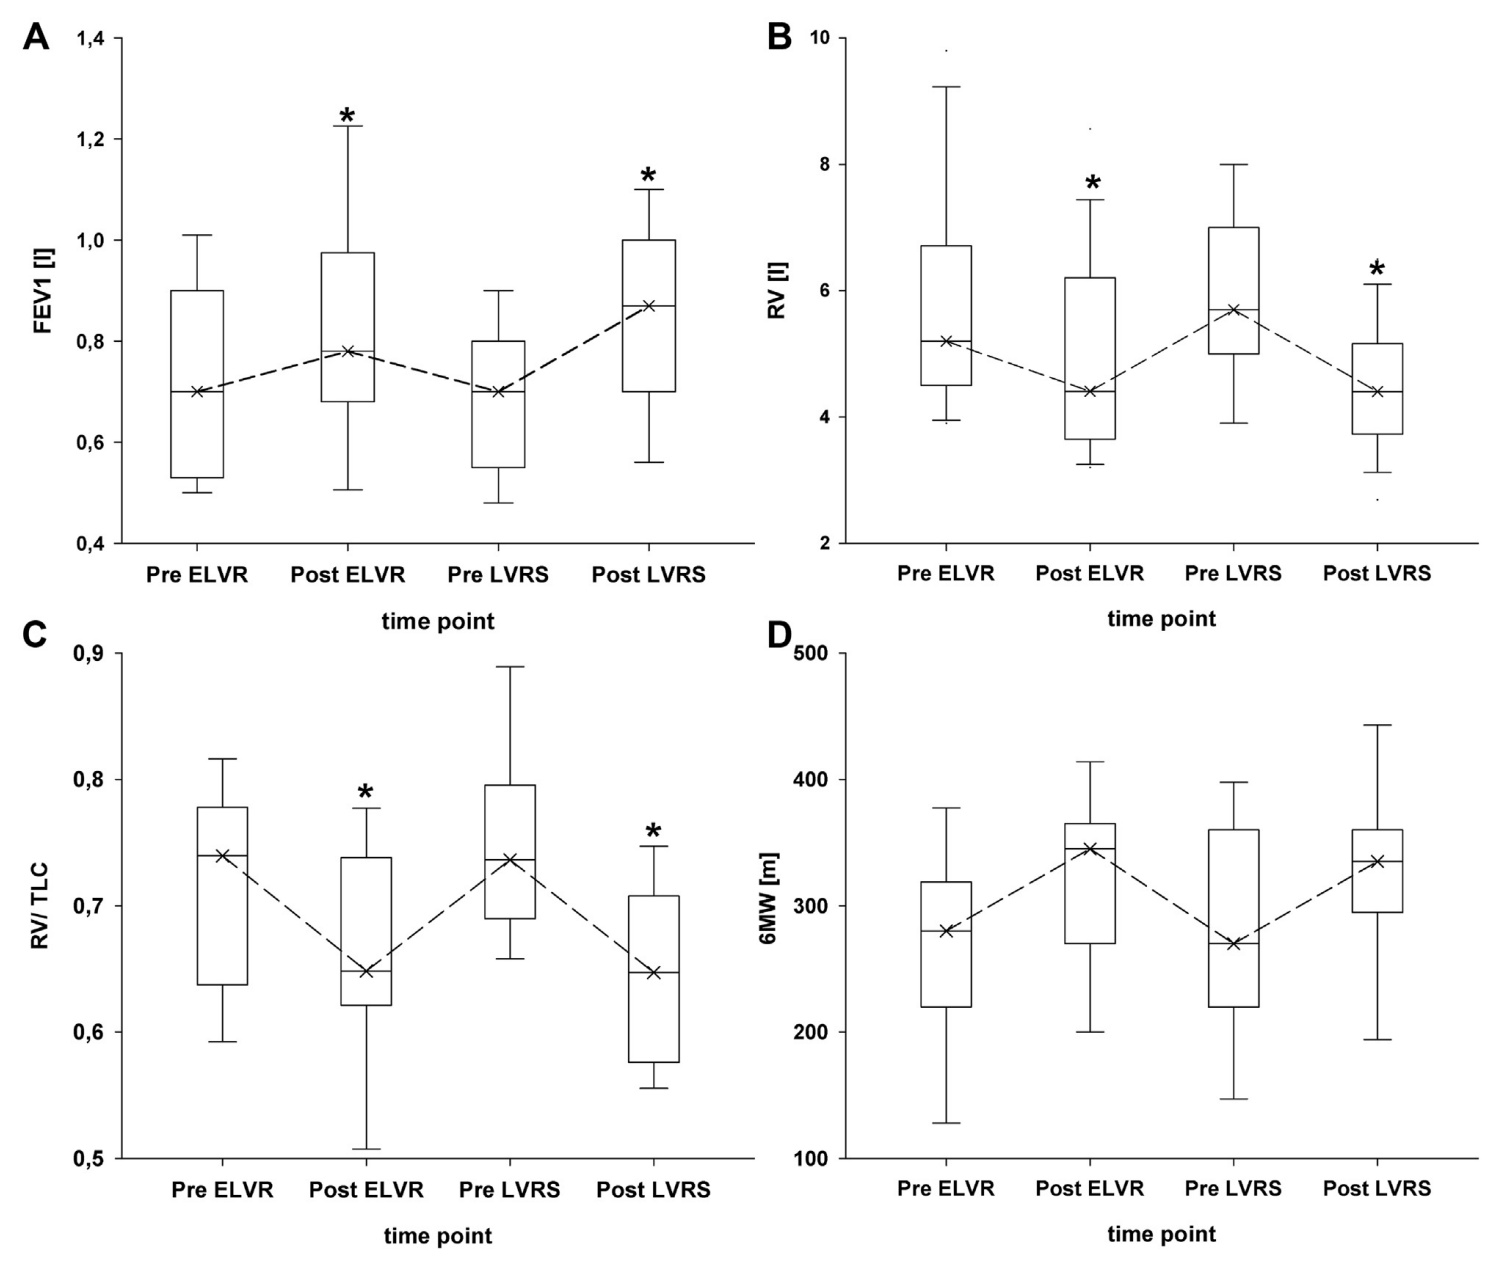 A
1,4
1,2
1,0
0,8
0,6
0,4
FEV1 [l]
*
*
Pre ELVR Post ELVR Pre LVRS Post LVRS
time point
B
10
8
6
4
2
RV [l]
*
*
Pre ELVR Post ELVR Pre LVRS Post LVRS
time point
C
0,9
0,8
0,7
0,6
0,5
RV/ TLC
*
*
Pre ELVR Post ELVR Pre LVRS Post LVRS
time point
D
500
400
300
200
100
6MW [m]
Pre ELVR Post ELVR Pre LVRS Post LVRS
time point